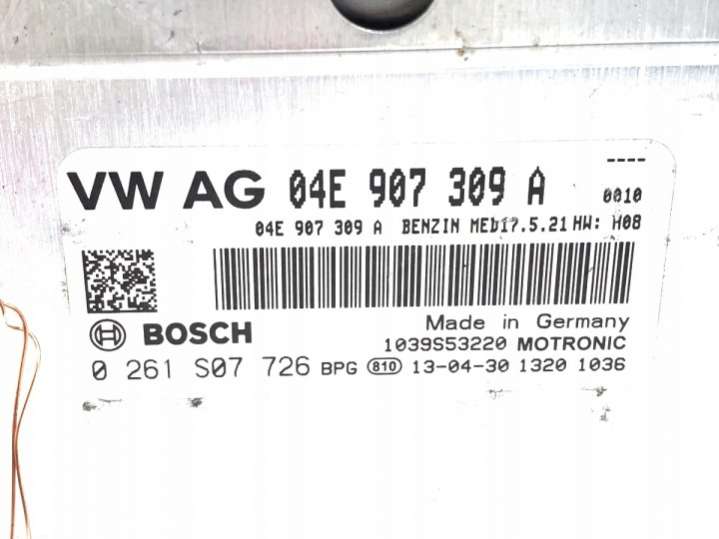 ----
VW AG 04E 907 309 A 0010
04E 907 309 A BENZIN MED17.5.21 HW: H08
BOSCH Made in Germany
1039S53220 MOTRONIC
0 261 S07 726 BPG 810 13-04-30 1320 1036